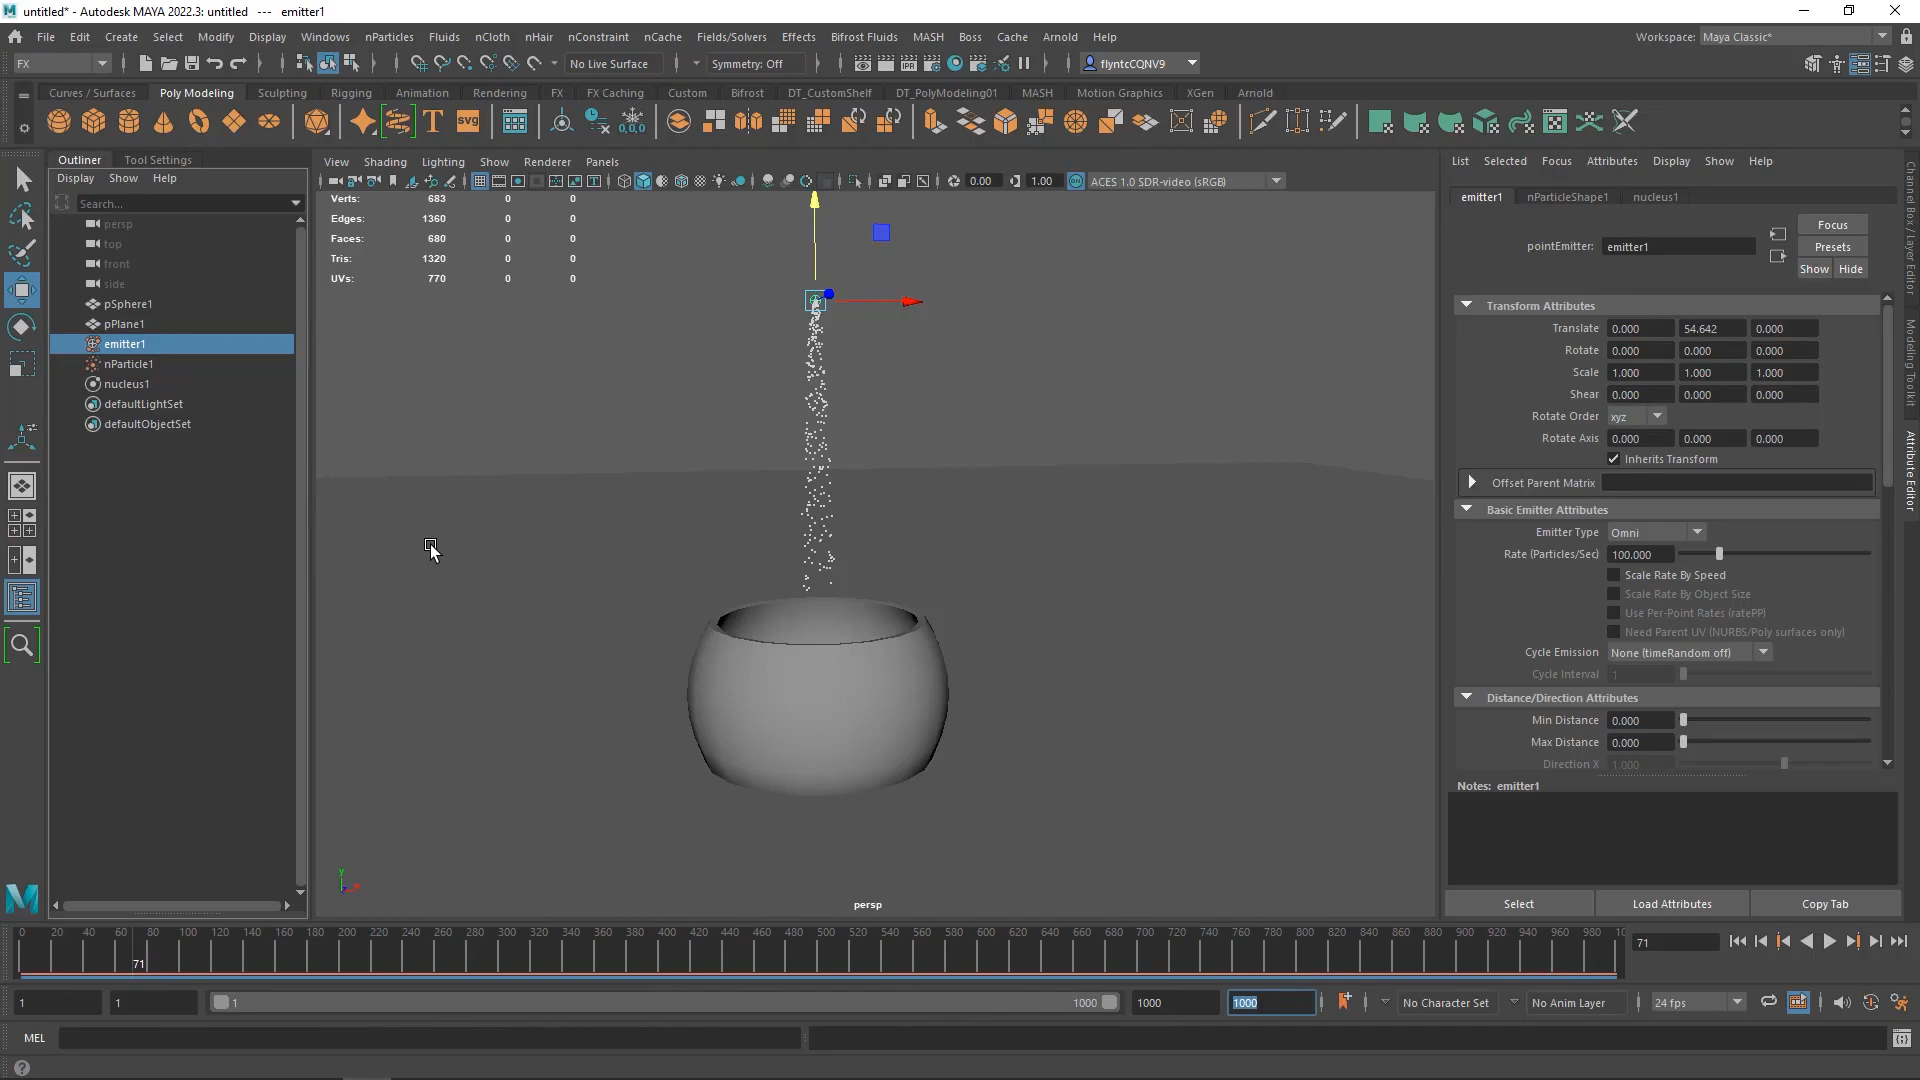 untitled* - Autodesk MAYA 2022.3: untitled --- emitter1
File Edit Create Select Modify Display Windows nParticles Fluids nCloth nHair nConstraint nCache Fields/Solvers Effects Bifrost Fluids MASH Boss Cache Arnold Help
Workspace: Maya Classic*
FX
No Live Surface
Symmetry: Off
flyntcCQNV9
Curves / Surfaces Poly Modeling Sculpting Rigging Animation Rendering FX FX Caching Custom Bifrost DT_CustomShelf DT_PolyModeling01 MASH Motion Graphics XGen Arnold
Outliner Tool Settings
Display Show Help
Search...
persp
top
front
side
pSphere1
pPlane1
emitter1
nParticle1
nucleus1
defaultLightSet
defaultObjectSet
View Shading Lighting Show Renderer Panels
0.00 1.00 ACES 1.0 SDR-video (sRGB)
Verts: 683 0 0
Edges: 1360 0 0
Faces: 680 0 0
Tris: 1320 0 0
UVs: 770 0 0
y
persp
List Selected Focus Attributes Display Show Help
emitter1 nParticleShape1 nucleus1
pointEmitter: emitter1
Focus
Presets
Show Hide
Transform Attributes
Translate 0.000 54.642 0.000
Rotate 0.000 0.000 0.000
Scale 1.000 1.000 1.000
Shear 0.000 0.000 0.000
Rotate Order xyz
Rotate Axis 0.000 0.000 0.000
Inherits Transform
Offset Parent Matrix
Basic Emitter Attributes
Emitter Type Omni
Rate (Particles/Sec) 100.000
Scale Rate By Speed
Scale Rate By Object Size
Use Per-Point Rates (ratePP)
Need Parent UV (NURBS/Poly surfaces only)
Cycle Emission None (timeRandom off)
Cycle Interval 1
Distance/Direction Attributes
Min Distance 0.000
Max Distance 0.000
Direction X 1.000
Notes: emitter1
Select Load Attributes Copy Tab
Channel Box / Layer Editor
Modeling Toolkit
Attribute Editor
0 20 40 60 80 100 120 140 160 180 200 220 240 260 280 300 320 340 360 380 400 420 440 460 480 500 520 540 560 580 600 620 640 660 680 700 720 740 760 780 800 820 840 860 880 900 920 940 960 980 10
71
71
1 1 1 1000 1000 1000
No Character Set
No Anim Layer
24 fps
MEL